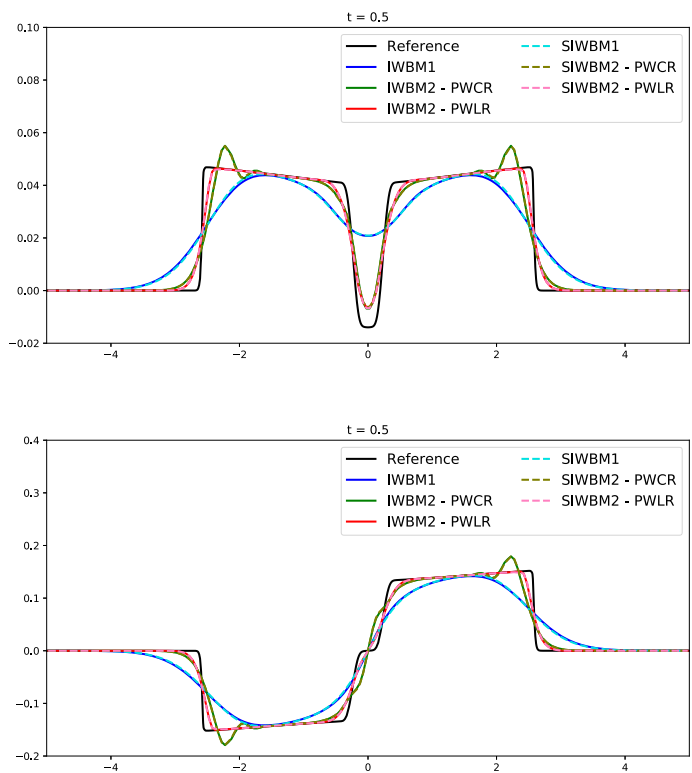 t = 0.5
0.10
0.08
0.06
0.04
0.02
0.00
−0.02
−4
−2
0
2
4
Reference
IWBM1
IWBM2 - PWCR
IWBM2 - PWLR
SIWBM1
SIWBM2 - PWCR
SIWBM2 - PWLR
t = 0.5
0.4
0.3
0.2
0.1
0.0
−0.1
−0.2
−4
−2
0
2
4
Reference
IWBM1
IWBM2 - PWCR
IWBM2 - PWLR
SIWBM1
SIWBM2 - PWCR
SIWBM2 - PWLR